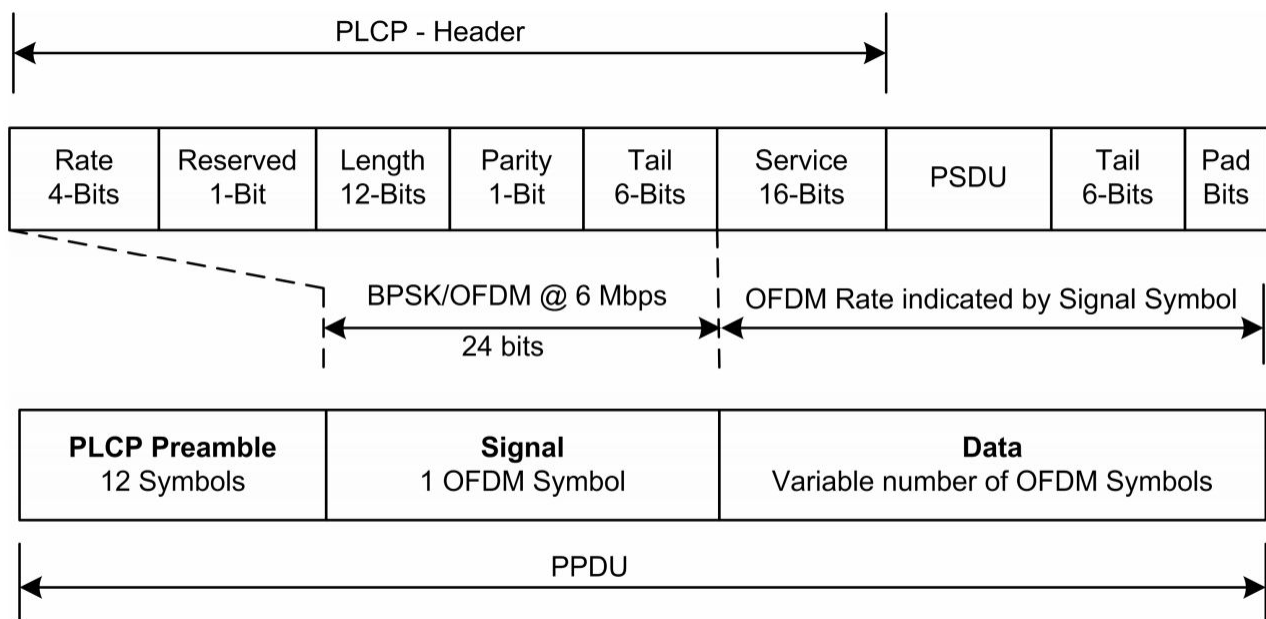 PLCP - Header
Rate Reserved Length Parity Tail Service PSDU Tail Pad
4-Bits 1-Bit 12-Bits 1-Bit 6-Bits 16-Bits 6-Bits Bits
BPSK/OFDM @ 6 Mbps OFDM Rate indicated by Signal Symbol
24 bits
PLCP Preamble Signal Data
12 Symbols 1 OFDM Symbol Variable number of OFDM Symbols
PPDU